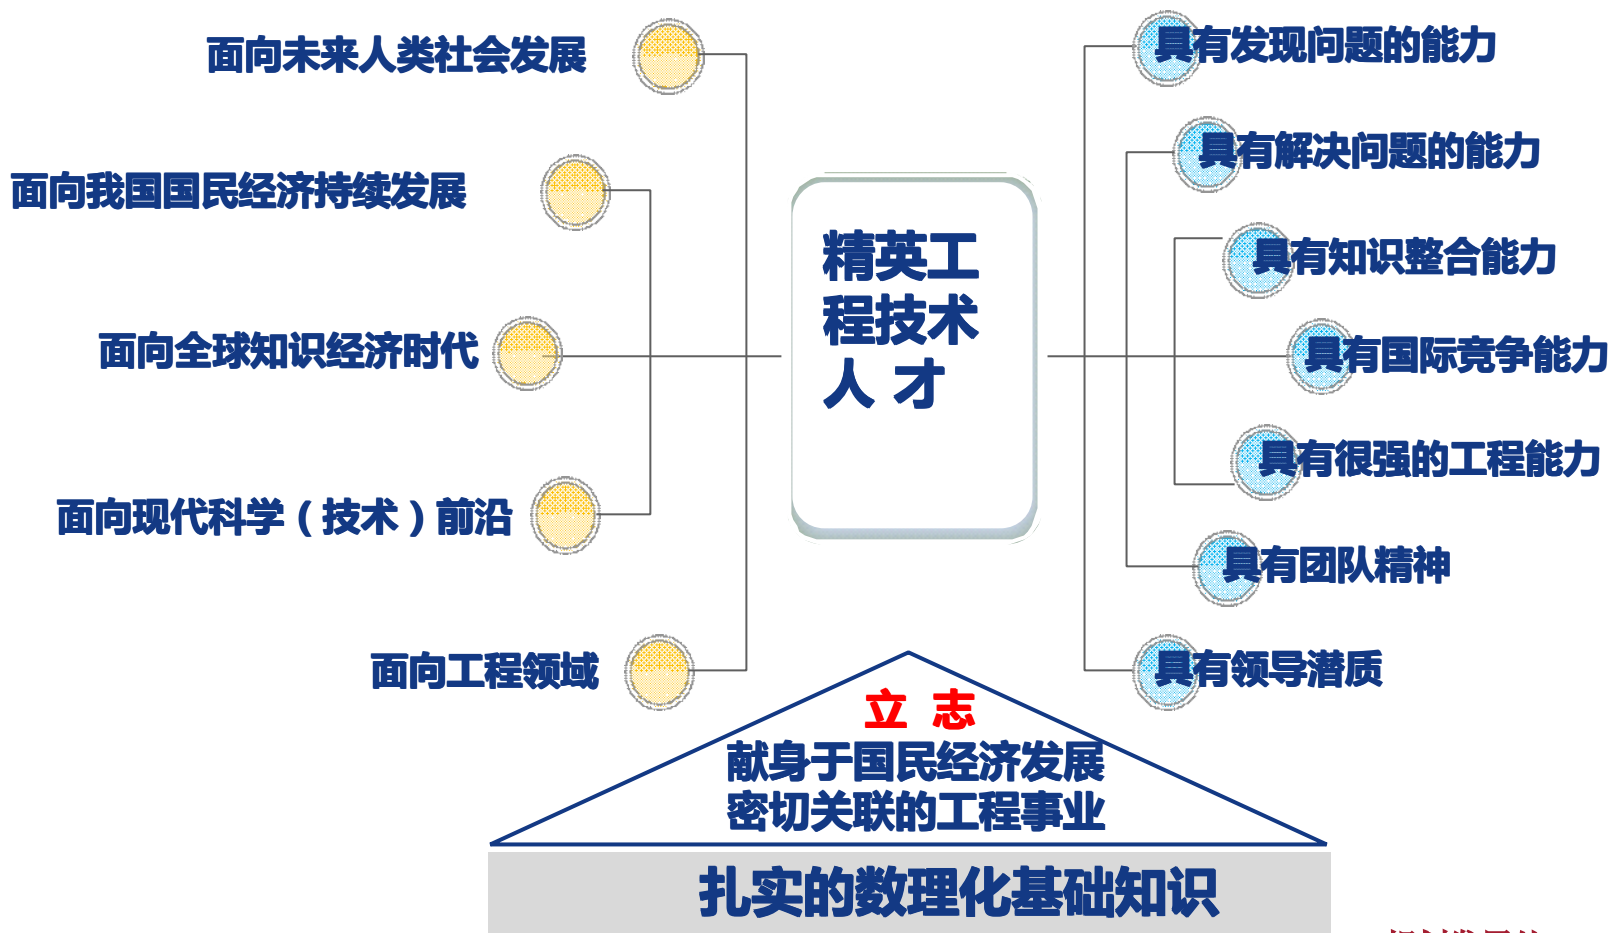 面向未来人类社会发展
面向我国国民经济持续发展
面向全球知识经济时代
面向现代科学（技术）前沿
面向工程领域
精英工
程技术
人 才
具有发现问题的能力
具有解决问题的能力
具有知识整合能力
具有国际竞争能力
具有很强的工程能力
具有团队精神
具有领导潜质
立 志
献身于国民经济发展
密切关联的工程事业
扎实的数理化基础知识